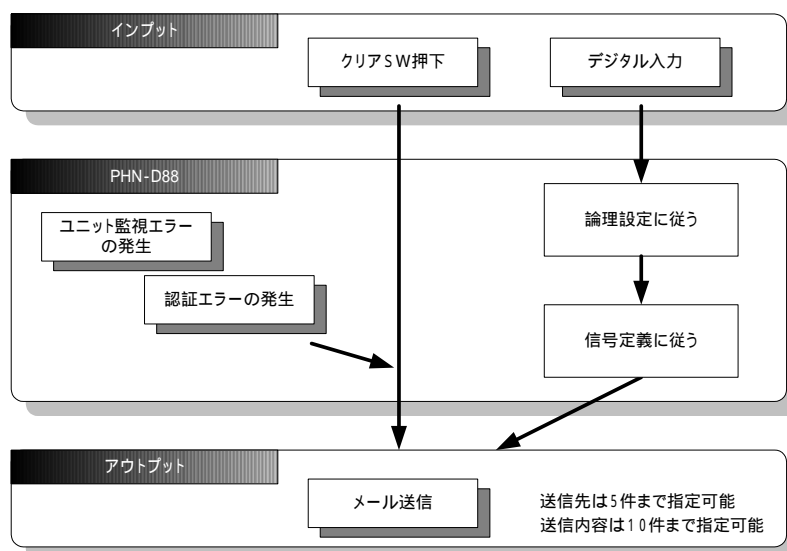 インプット
クリアSW押下
デジタル入力
PHN-D88
ユニット監視エラー
の発生
認証エラーの発生
論理設定に従う
信号定義に従う
アウトプット
メール送信
送信先は5件まで指定可能
送信内容は10件まで指定可能